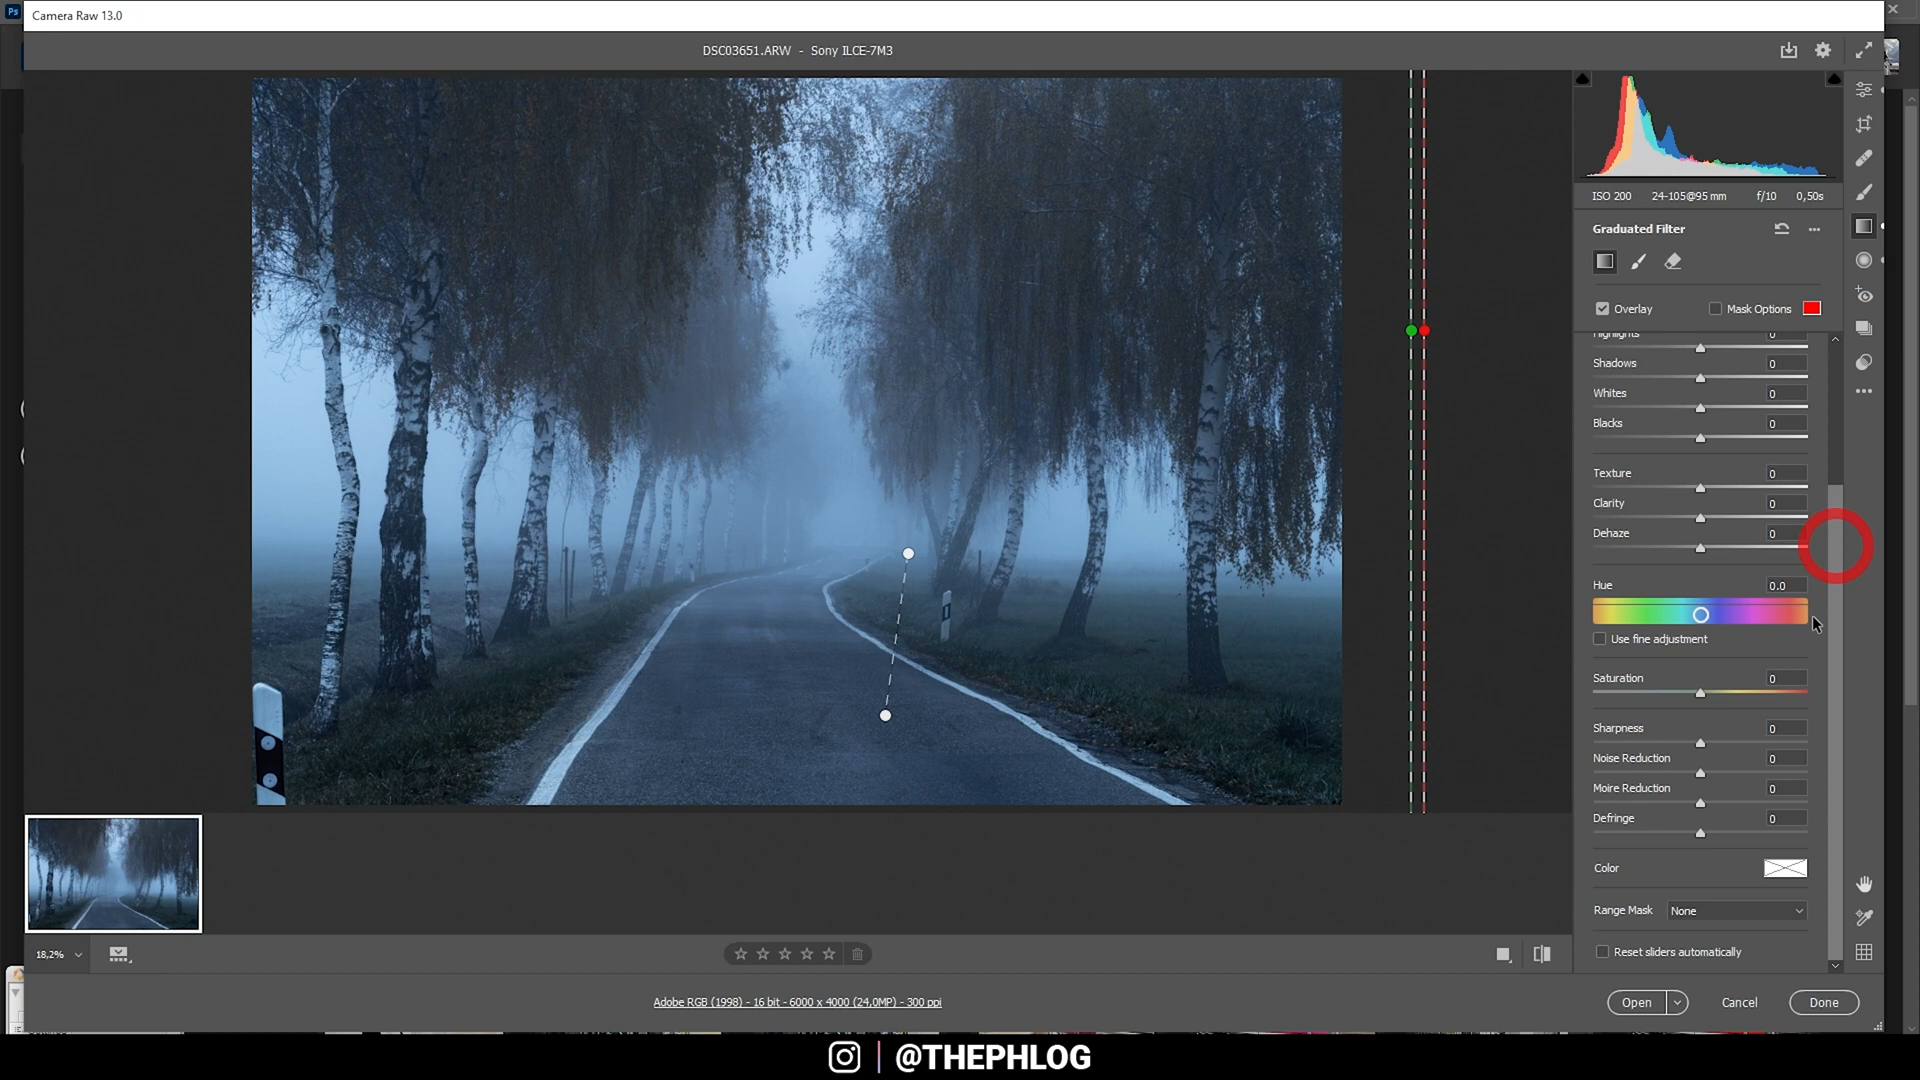 Ps
Camera Raw 13.0
DSC03651.ARW - Sony ILCE-7M3
ISO 200 24-105@95 mm f/10 0,50s
Graduated Filter
Overlay Mask Options
Highlights 0
Shadows 0
Whites 0
Blacks 0
Texture 0
Clarity 0
Dehaze 0
Hue 0.0
Use fine adjustment
Saturation 0
Sharpness 0
Noise Reduction 0
Moire Reduction 0
Defringe 0
Color
Range Mask None
Reset sliders automatically
18,2%
Adobe RGB (1998) - 16 bit - 6000 x 4000 (24,0MP) - 300 ppi
Open Cancel Done
@THEPHLOG